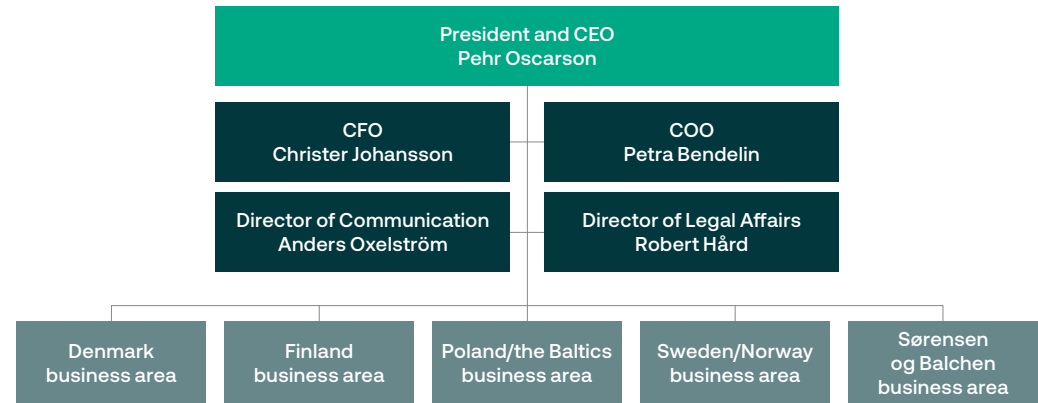 President and CEO
Pehr Oscarson
CFO
Christer Johansson
COO
Petra Bendelin
Director of Communication
Anders Oxelström
Director of Legal Affairs
Robert Hård
Denmark
business area
Finland
business area
Poland/the Baltics
business area
Sweden/Norway
business area
Sørensen
og Balchen
business area